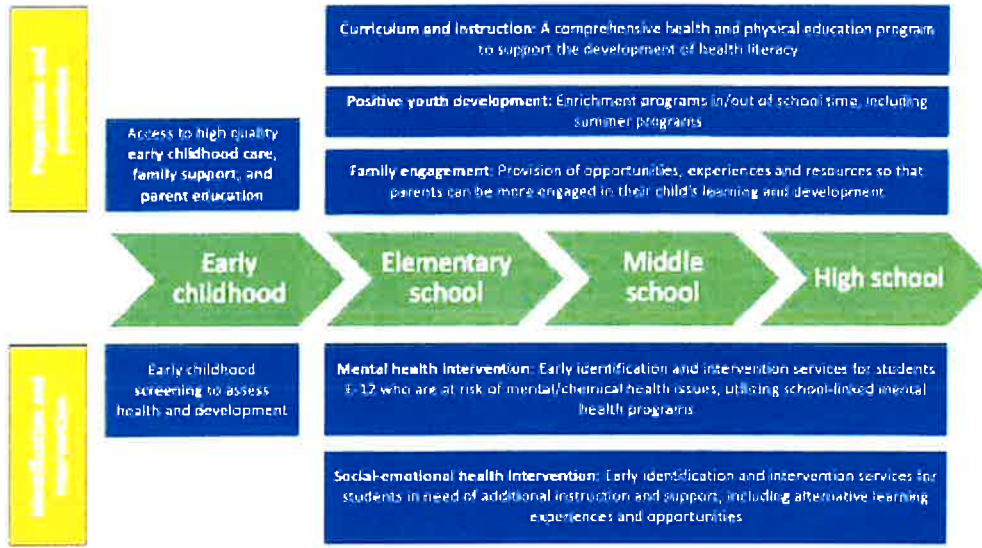 Curriculum and instruction: A comprehensive health and physical education program
to support the development of health literacy
Positive youth development: Enrichment programs in/out of school time, including
summer programs
Access to high quality
early childhood care,
family support, and
parent education
Family engagement: Provision of opportunities, experiences and resources so that
parents can be more engaged in their child's learning and development
Early
childhood
Elementary
school
Middle
school
High school
Early childhood
screening to assess
health and development
Mental health intervention: Early identification and intervention services for students
E-12 who are at risk of mental/chemical health issues, utilizing school-linked mental
health programs
Social-emotional health intervention: Early identification and intervention services for
students in need of additional instruction and support, including alternative learning
experiences and opportunities